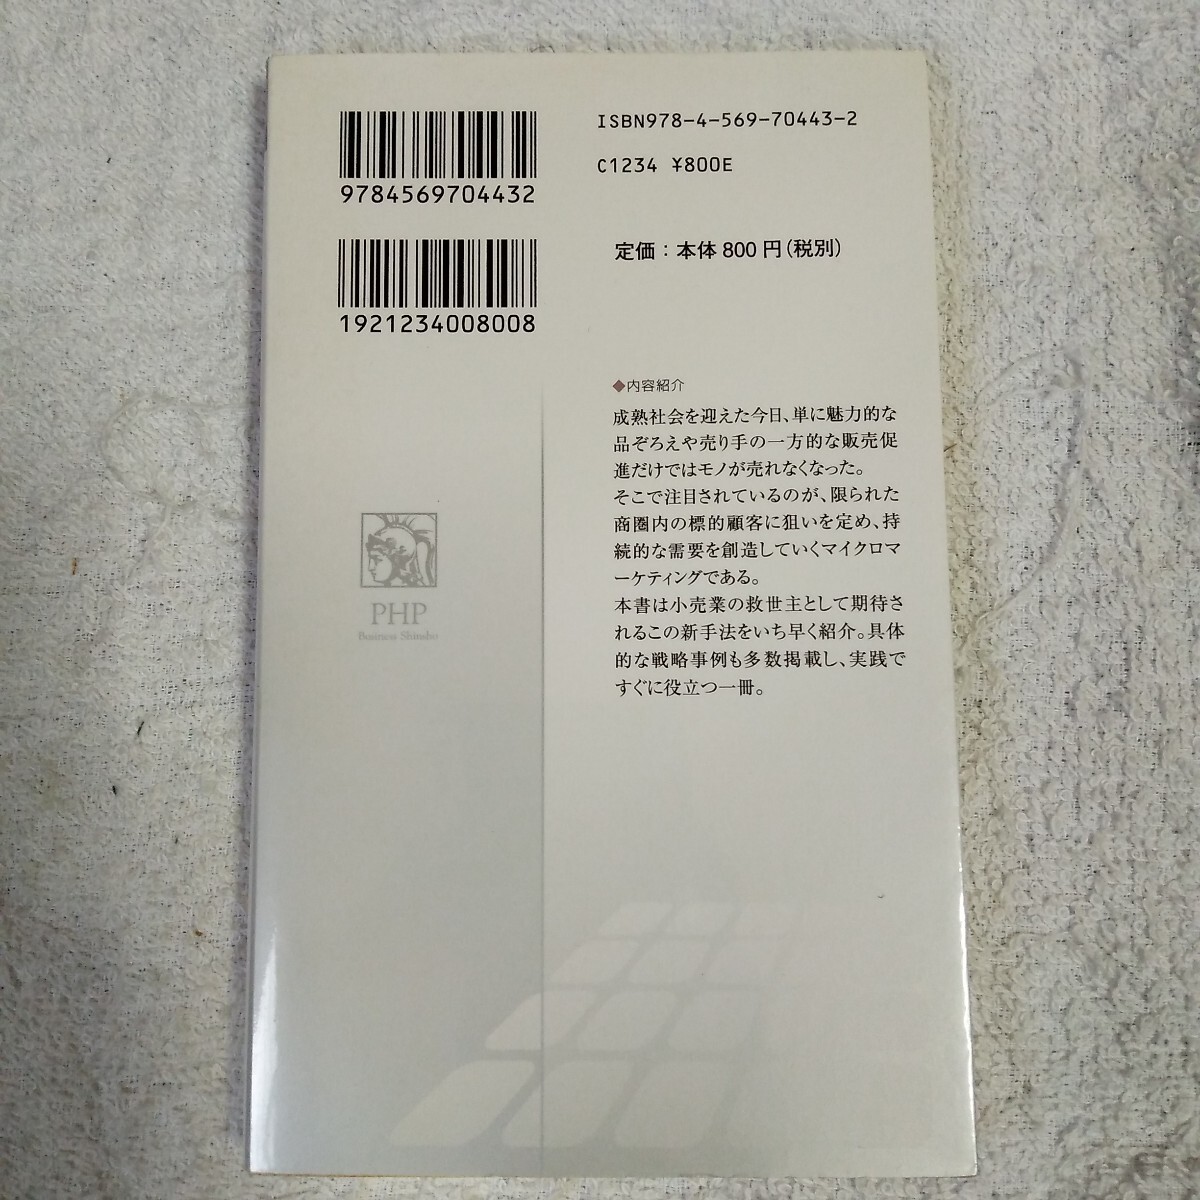 ISBN978-4-569-70443-2
9784569704432
C1234 ¥800E
定価：本体800円(税別)
1921234008008
◆内容紹介
成熟社会を迎えた今日、単に魅力的な
品ぞろえや売り手の一方的な販売促
進だけではモノが売れなくなった。
そこで注目されているのが、限られた
商圏内の標的顧客に狙いを定め、持
続的な需要を創造していくマイクロマ
ーケティングである。
本書は小売業の救世主として期待さ
れるこの新手法をいち早く紹介。具体
的な戦略事例も多数掲載し、実践で
すぐに役立つ一冊。
PHP
Business Shinsho